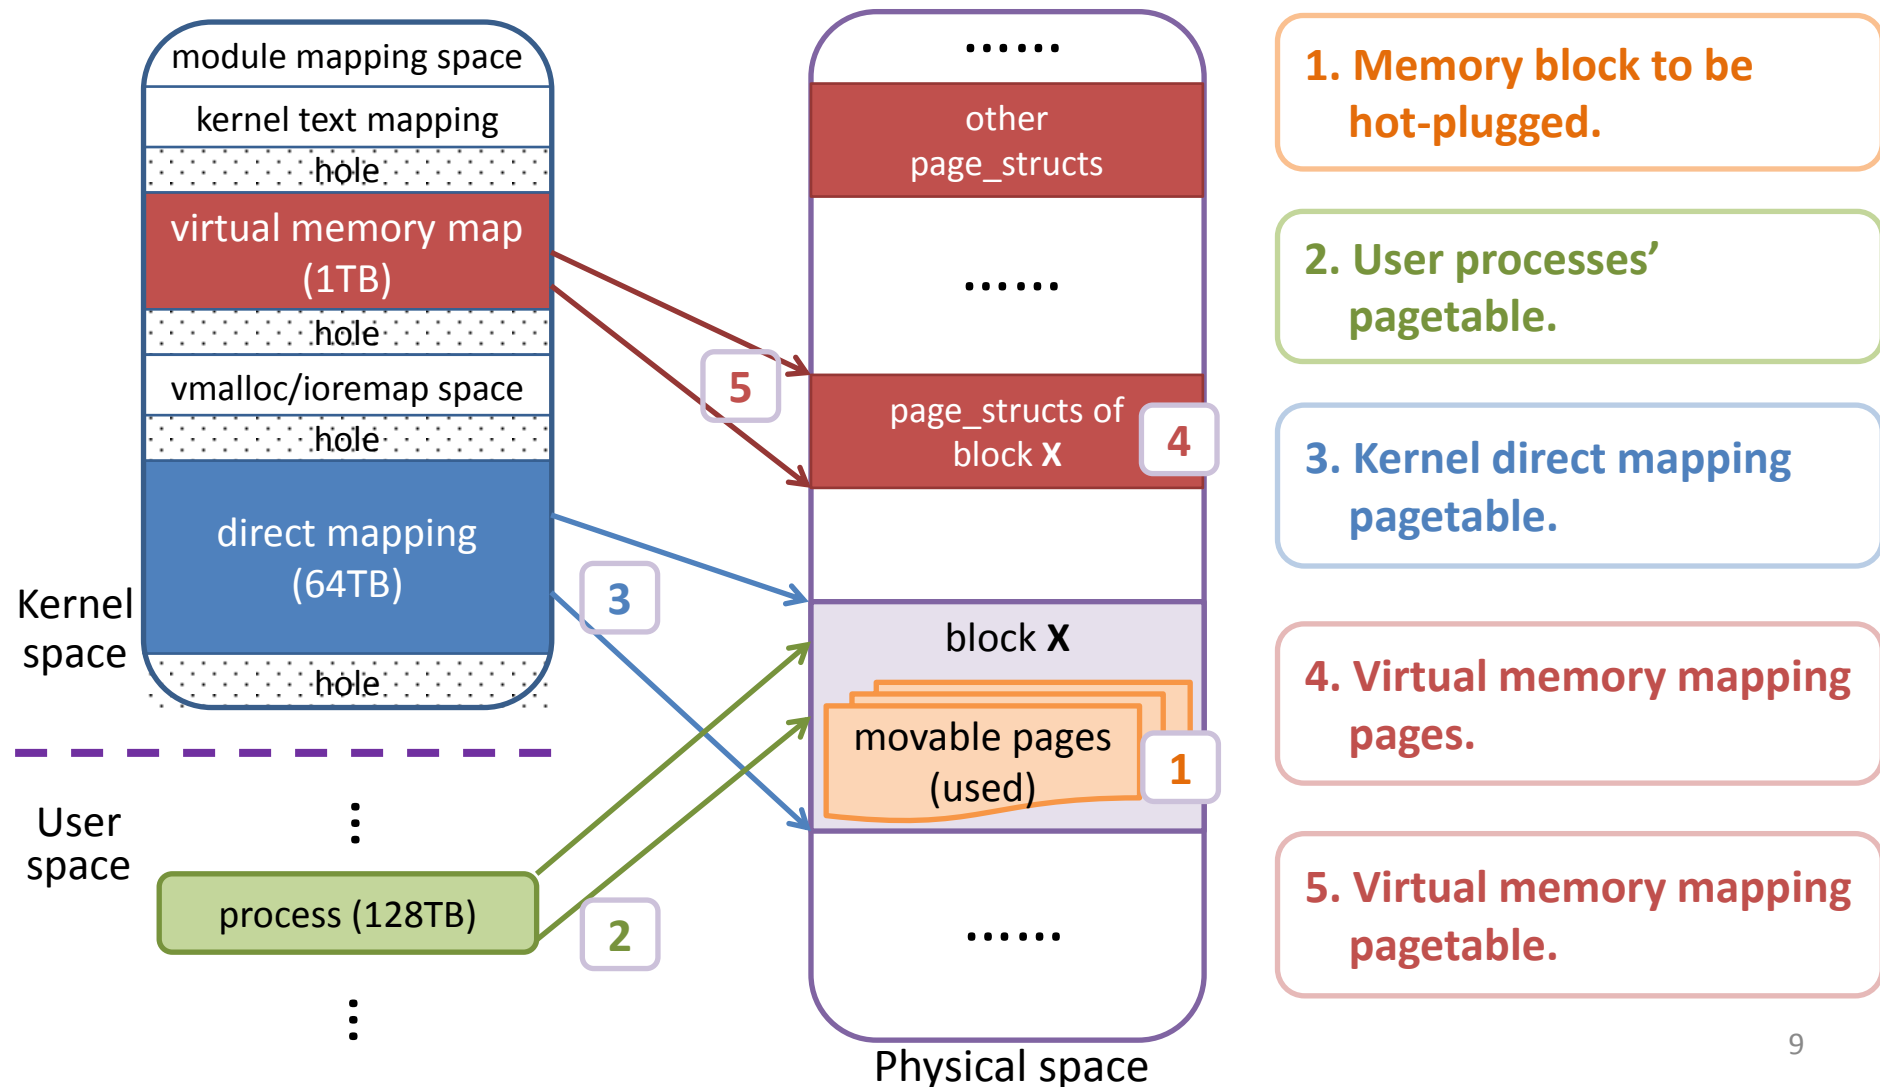 module mapping space
kernel text mapping
hole
virtual memory map
(1TB)
hole
vmalloc/ioremap space
hole
direct mapping
(64TB)
hole
Kernel
space
User
space
⋮
process (128TB)
⋮
5
3
2
......
other
page_structs
......
page_structs of
block X
4
block X
movable pages
(used)
1
......
Physical space
1. Memory block to be
hot-plugged.
2. User processes’
pagetable.
3. Kernel direct mapping
pagetable.
4. Virtual memory mapping
pages.
5. Virtual memory mapping
pagetable.
9